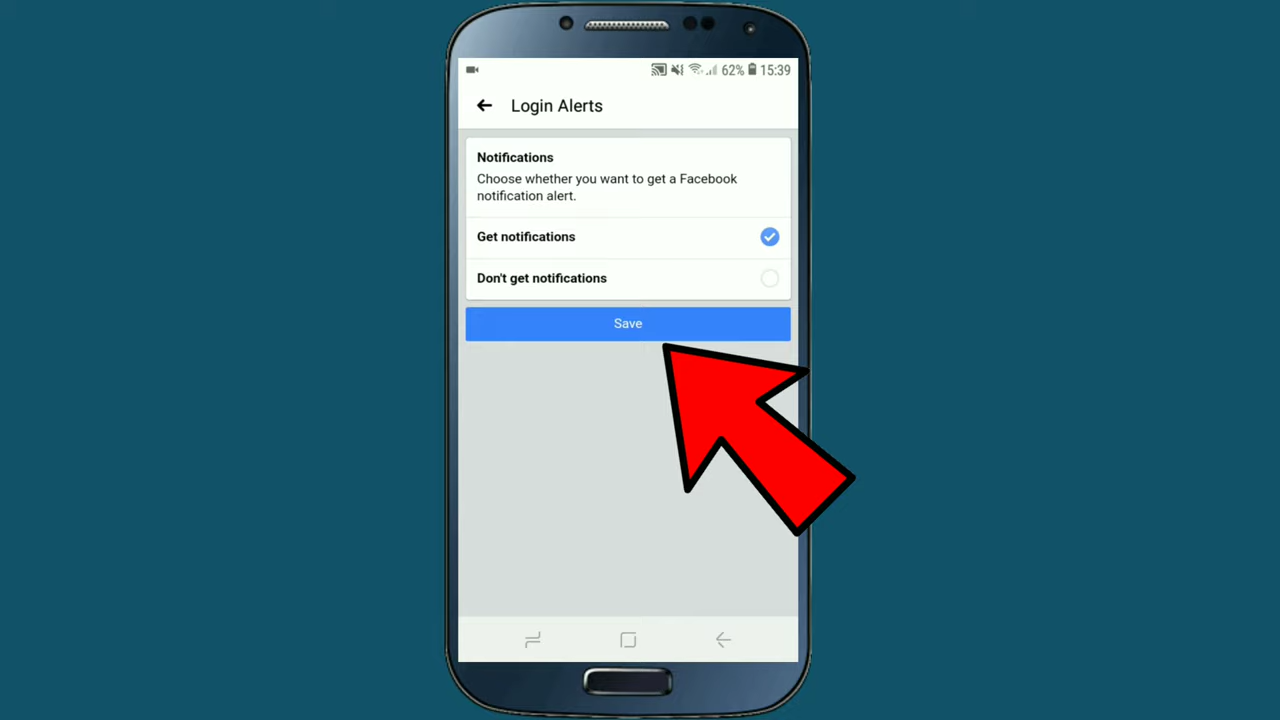 62% 15:39
Login Alerts
Notifications
Choose whether you want to get a Facebook
notification alert.
Get notifications
Don't get notifications
Save